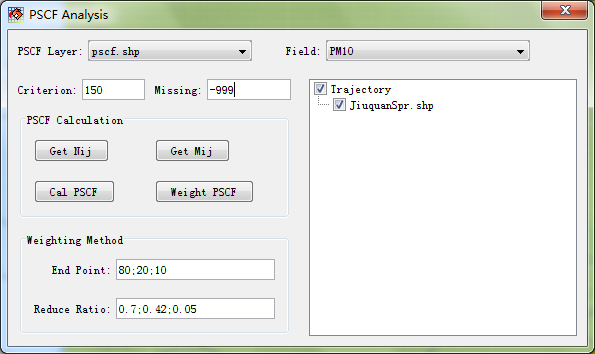 PSCF Analysis
PSCF Layer: pscf.shp Field: PM10
Criterion: 150 Missing: -999
Trajectory
JiuquanSpr.shp
PSCF Calculation
Get Nij Get Mij
Cal PSCF Weight PSCF
Weighting Method
End Point: 80;20;10
Reduce Ratio: 0.7;0.42;0.05